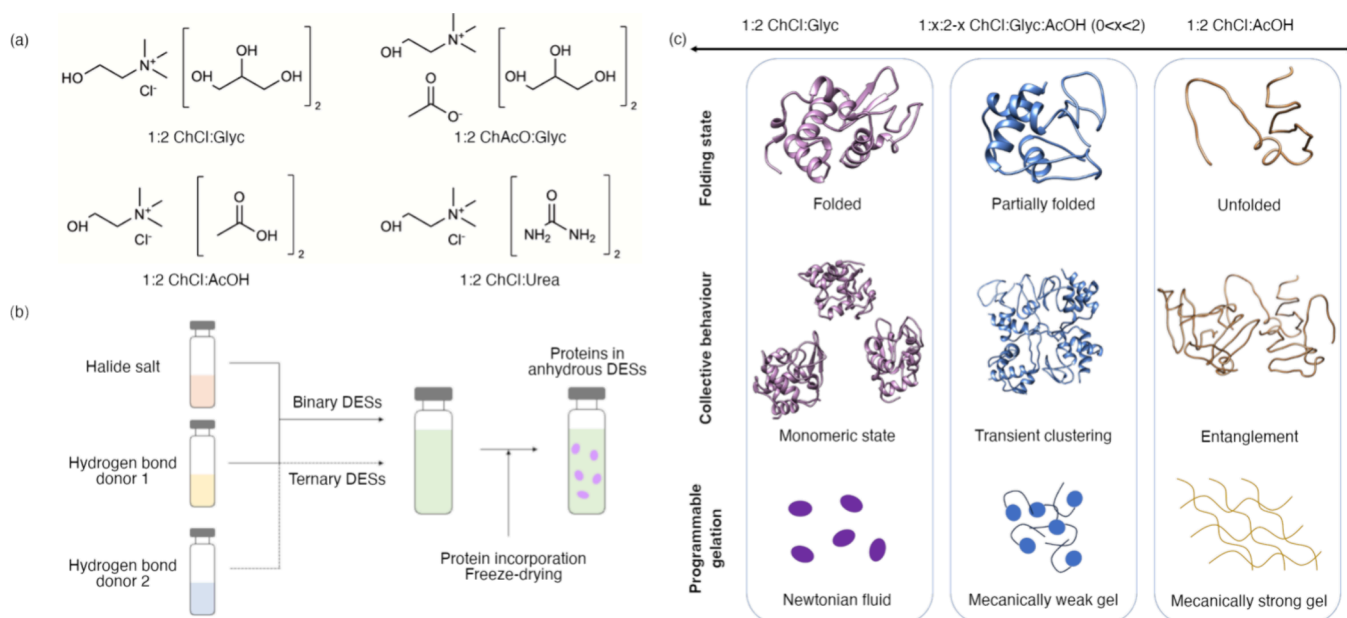 (a)
HO
N+
Cl-
OH
OH
OH
2
1:2 ChCl:Glyc
OH
N+
O
O-
OH
OH
OH
2
1:2 ChAcO:Glyc
OH
N+
Cl-
O
OH
2
1:2 ChCl:AcOH
OH
N+
Cl-
O
NH2
NH2
2
1:2 ChCl:Urea
(b)
Halide salt
Hydrogen bond
donor 1
Hydrogen bond
donor 2
Binary DESs
Ternary DESs
Protein incorporation
Freeze-drying
Proteins in
anhydrous DESs
(c)
1:2 ChCl:Glyc
1:x:2-x ChCl:Glyc:AcOH (0<x<2)
1:2 ChCl:AcOH
Folding state
Folded
Partially folded
Unfolded
Collective behaviour
Monomeric state
Transient clustering
Entanglement
Programmable
gelation
Newtonian fluid
Mecanically weak gel
Mecanically strong gel